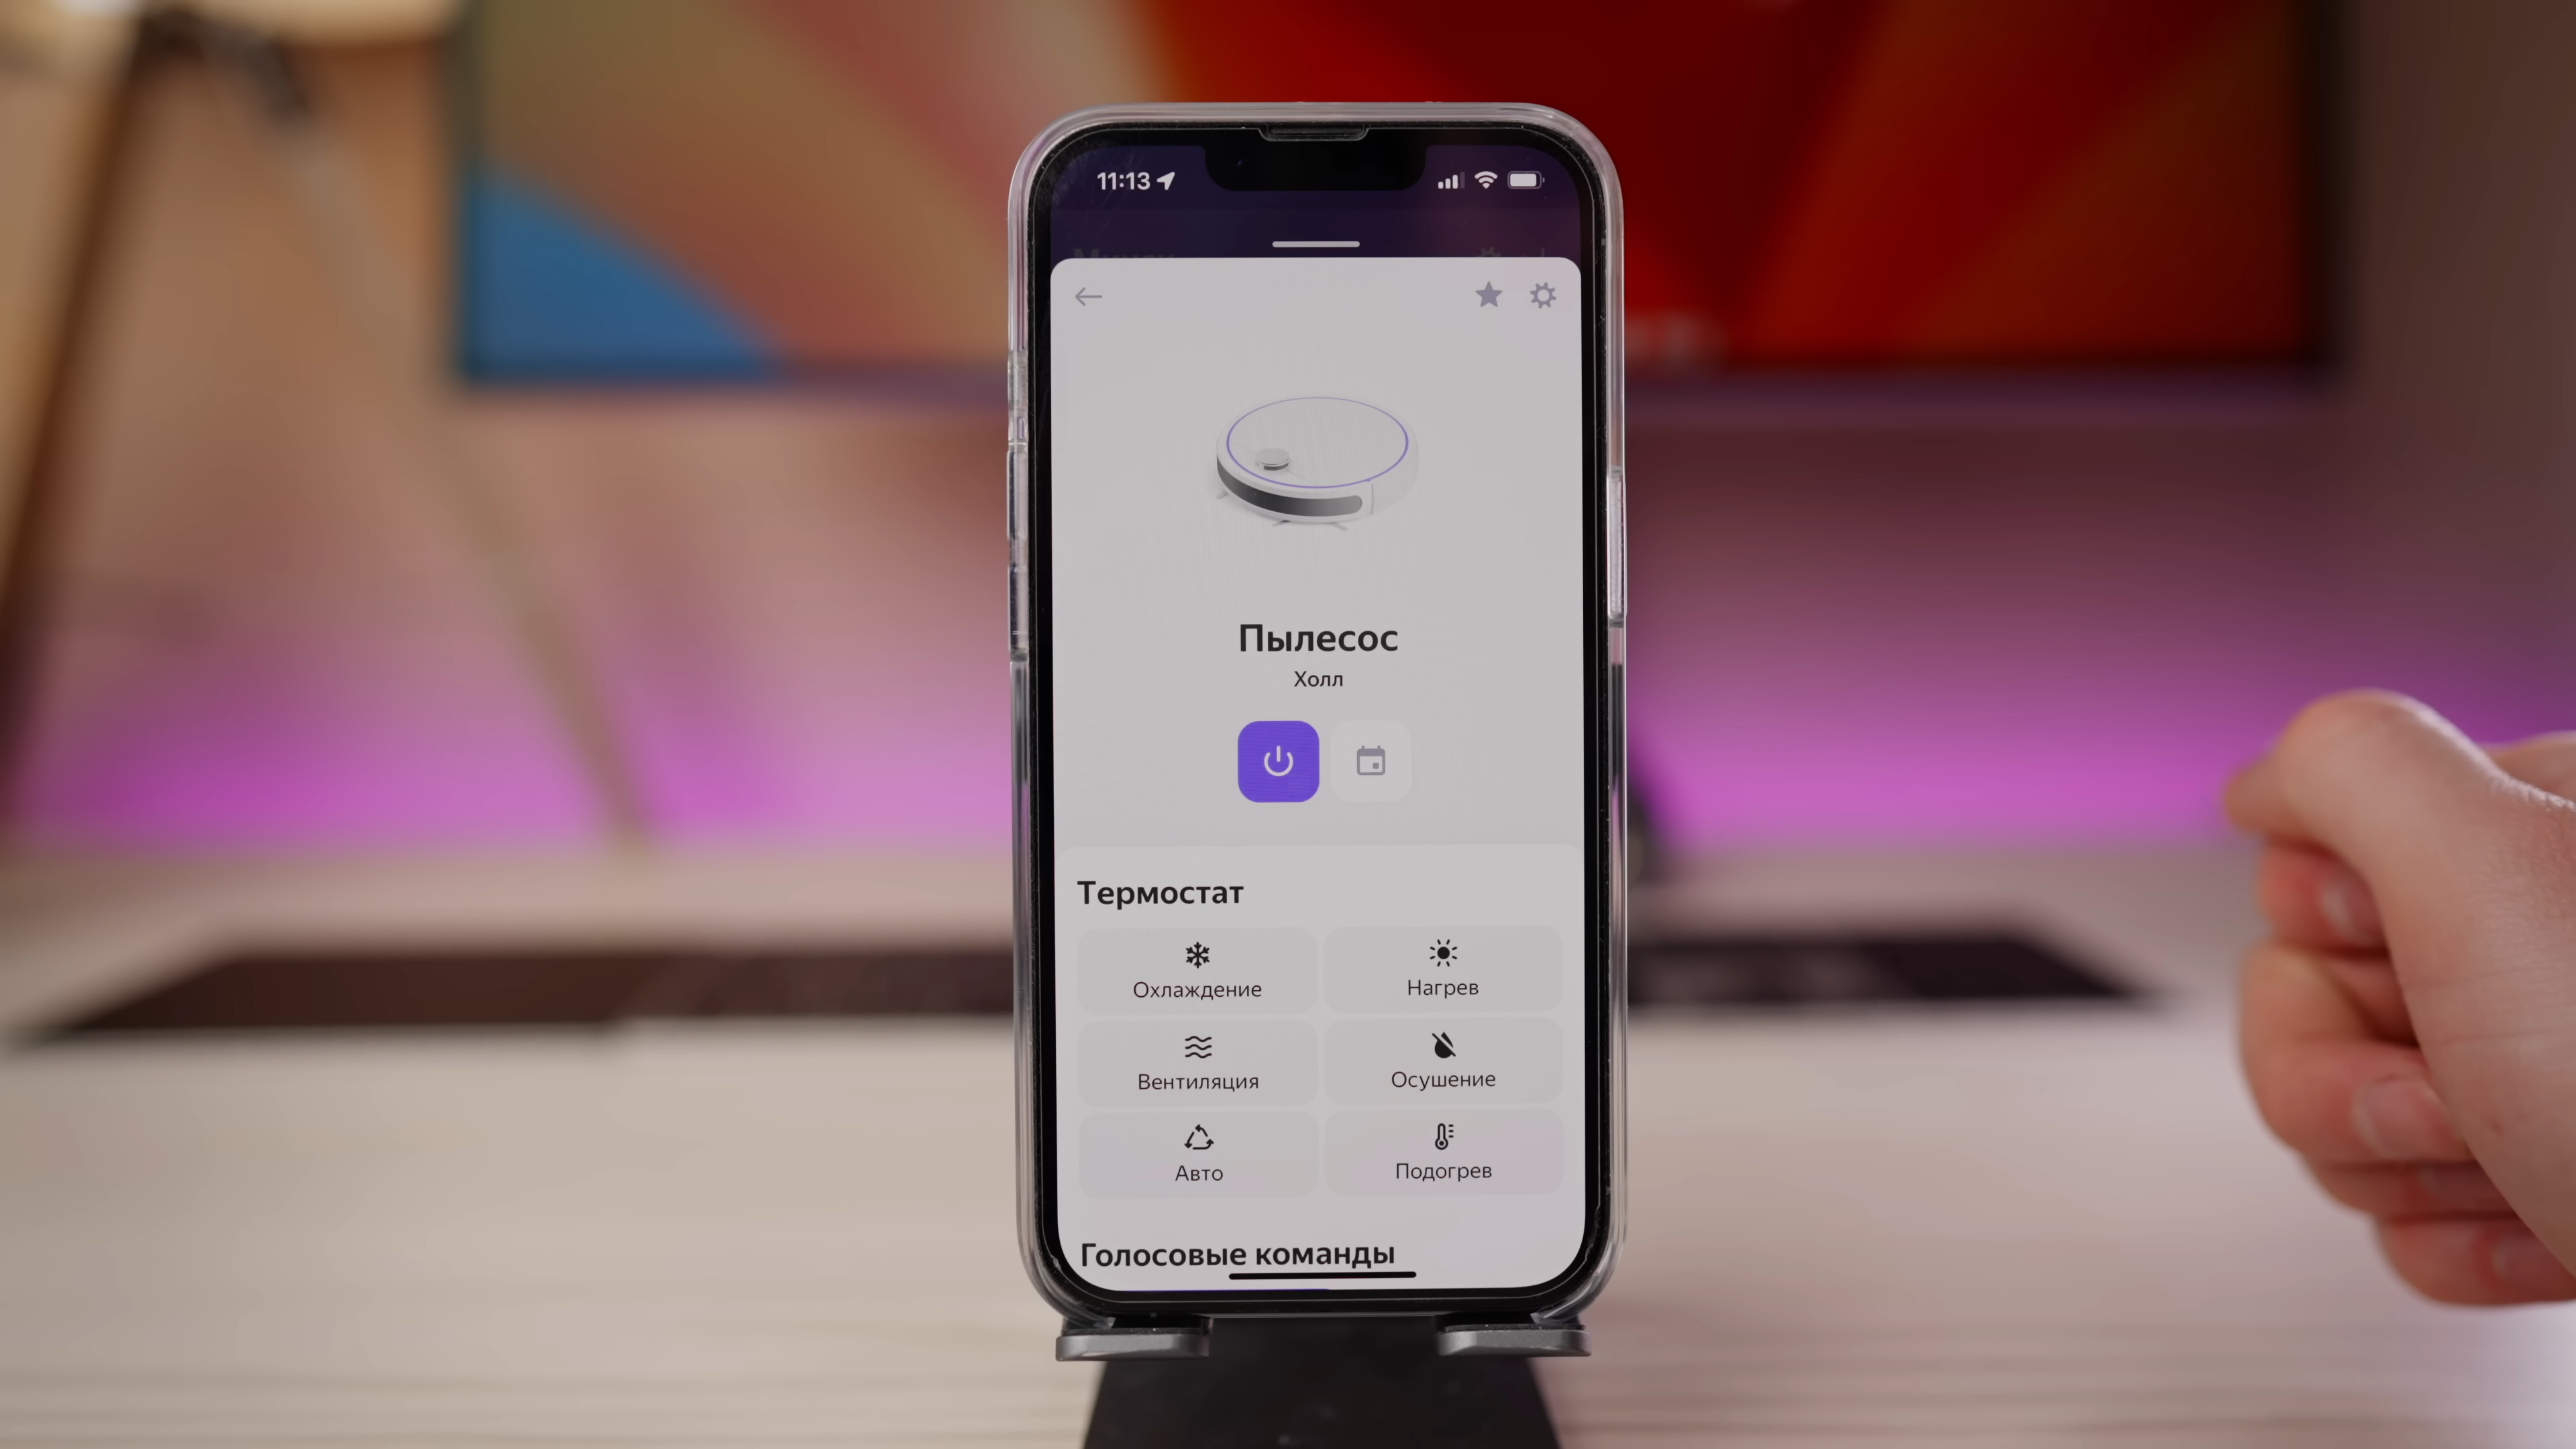 11:13
Пылесос
Холл
Термостат
Охлаждение
Нагрев
Вентиляция
Осушение
Авто
Подогрев
Голосовые команды